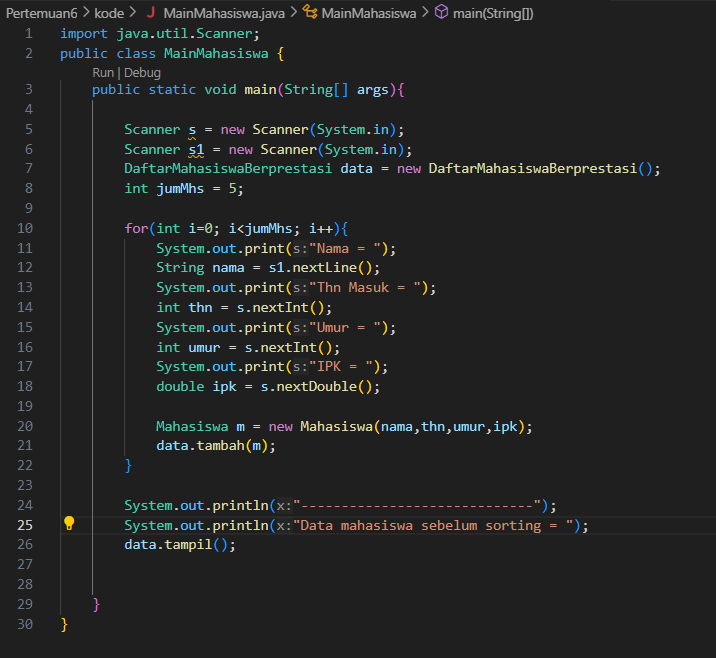 Pertemuan6 > kode > J MainMahasiswa.java > MainMahasiswa > main(String[])
1 import java.util.Scanner;
2 public class MainMahasiswa {
Run | Debug
3 public static void main(String[] args){
4
5 Scanner s = new Scanner(System.in);
6 Scanner s1 = new Scanner(System.in);
7 DaftarMahasiswaBerprestasi data = new DaftarMahasiswaBerprestasi();
8 int jumMhs = 5;
9
10 for(int i=0; i<jumMhs; i++){
11 System.out.print(s:"Nama = ");
12 String nama = s1.nextLine();
13 System.out.print(s:"Thn Masuk = ");
14 int thn = s.nextInt();
15 System.out.print(s:"Umur = ");
16 int umur = s.nextInt();
17 System.out.print(s:"IPK = ");
18 double ipk = s.nextDouble();
19
20 Mahasiswa m = new Mahasiswa(nama,thn,umur,ipk);
21 data.tambah(m);
22 }
23
24 System.out.println(x:"-----------------------------");
25 System.out.println(x:"Data mahasiswa sebelum sorting = ");
26 data.tampil();
27
28
29 }
30 }